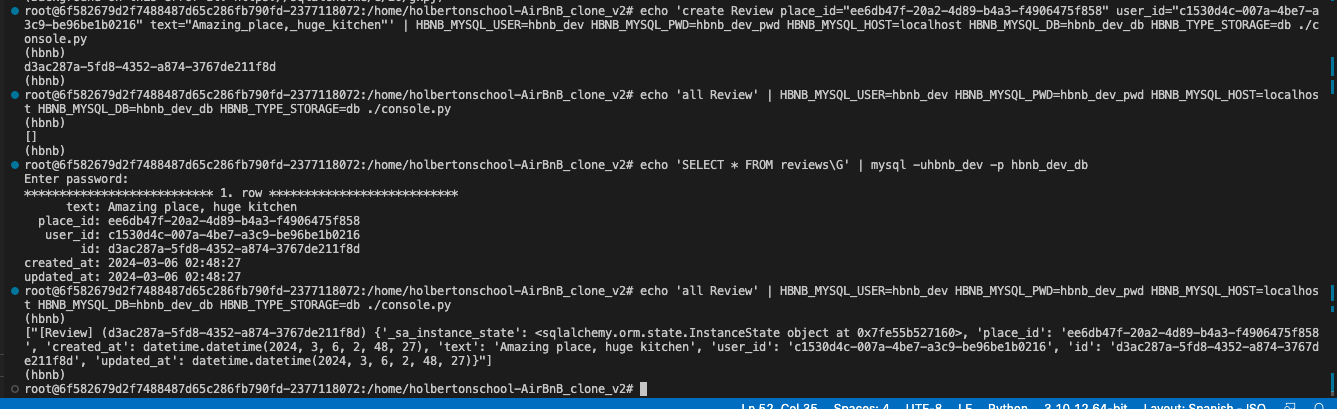 root@6f582679d2f7488487d65c286fb790fd-2377118072:/home/holbertonschool-AirBnB_clone_v2# echo 'create Review place_id="ee6db47f-20a2-4d89-b4a3-f4906475f858" user_id="c1530d4c-007a-4be7-a
3c9-be96be1b0216" text="Amazing_place,_huge_kitchen"' | HBNB_MYSQL_USER=hbnb_dev HBNB_MYSQL_PWD=hbnb_dev_pwd HBNB_MYSQL_HOST=localhost HBNB_MYSQL_DB=hbnb_dev_db HBNB_TYPE_STORAGE=db ./c
onsole.py
(hbnb)
d3ac287a-5fd8-4352-a874-3767de211f8d
(hbnb)
root@6f582679d2f7488487d65c286fb790fd-2377118072:/home/holbertonschool-AirBnB_clone_v2# echo 'all Review' | HBNB_MYSQL_USER=hbnb_dev HBNB_MYSQL_PWD=hbnb_dev_pwd HBNB_MYSQL_HOST=localhos
t HBNB_MYSQL_DB=hbnb_dev_db HBNB_TYPE_STORAGE=db ./console.py
(hbnb)
[]
(hbnb)
root@6f582679d2f7488487d65c286fb790fd-2377118072:/home/holbertonschool-AirBnB_clone_v2# echo 'SELECT * FROM reviews\G' | mysql -uhbnb_dev -p hbnb_dev_db
Enter password:
*************************** 1. row ***************************
text: Amazing place, huge kitchen
place_id: ee6db47f-20a2-4d89-b4a3-f4906475f858
user_id: c1530d4c-007a-4be7-a3c9-be96be1b0216
id: d3ac287a-5fd8-4352-a874-3767de211f8d
created_at: 2024-03-06 02:48:27
updated_at: 2024-03-06 02:48:27
root@6f582679d2f7488487d65c286fb790fd-2377118072:/home/holbertonschool-AirBnB_clone_v2# echo 'all Review' | HBNB_MYSQL_USER=hbnb_dev HBNB_MYSQL_PWD=hbnb_dev_pwd HBNB_MYSQL_HOST=localhos
t HBNB_MYSQL_DB=hbnb_dev_db HBNB_TYPE_STORAGE=db ./console.py
(hbnb)
["[Review] (d3ac287a-5fd8-4352-a874-3767de211f8d) {'_sa_instance_state': <sqlalchemy.orm.state.InstanceState object at 0x7fe55b527160>, 'place_id': 'ee6db47f-20a2-4d89-b4a3-f4906475f858
', 'created_at': datetime.datetime(2024, 3, 6, 2, 48, 27), 'text': 'Amazing place, huge kitchen', 'user_id': 'c1530d4c-007a-4be7-a3c9-be96be1b0216', 'id': 'd3ac287a-5fd8-4352-a874-3767d
e211f8d', 'updated_at': datetime.datetime(2024, 3, 6, 2, 48, 27)}"]
(hbnb)
root@6f582679d2f7488487d65c286fb790fd-2377118072:/home/holbertonschool-AirBnB_clone_v2#
Ln 52, Col 35 Spaces: 4 UTF-8 LF Python 3.10.12 64-bit Layout: Spanish - ISO